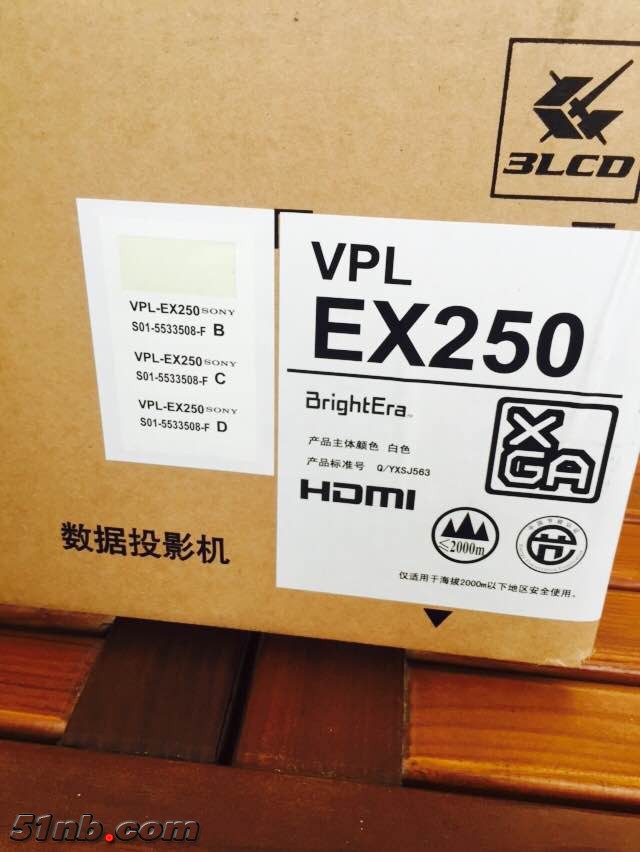 3LCD
VPL
EX250
BrightEra
产品主体颜色 白色
产品标准号 Q/YXSJ563
HDMI
XGA
≤2000m
仅适用于海拔2000m以下地区安全使用。
VPL-EX250 SONY
S01-5533508-F B
VPL-EX250 SONY
S01-5533508-F C
VPL-EX250 SONY
S01-5533508-F D
数据投影机
51nb.com